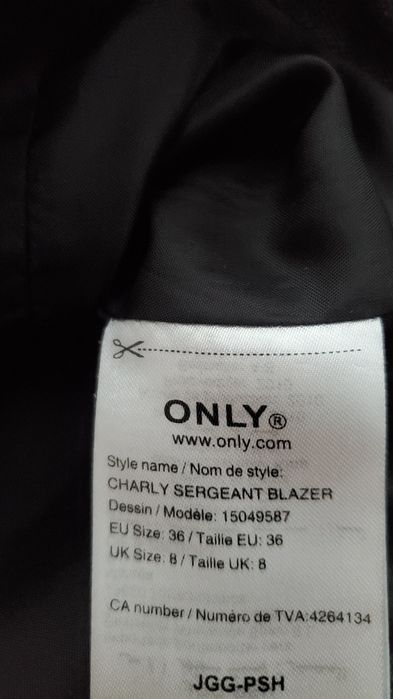 ONLY®
www.only.com
Style name / Nom de style:
CHARLY SERGEANT BLAZER
Dessin / Modèle: 15049587
EU Size: 36 / Taille EU: 36
UK Size: 8 / Taille UK: 8
CA number / Numéro de TVA:4264134
JGG-PSH